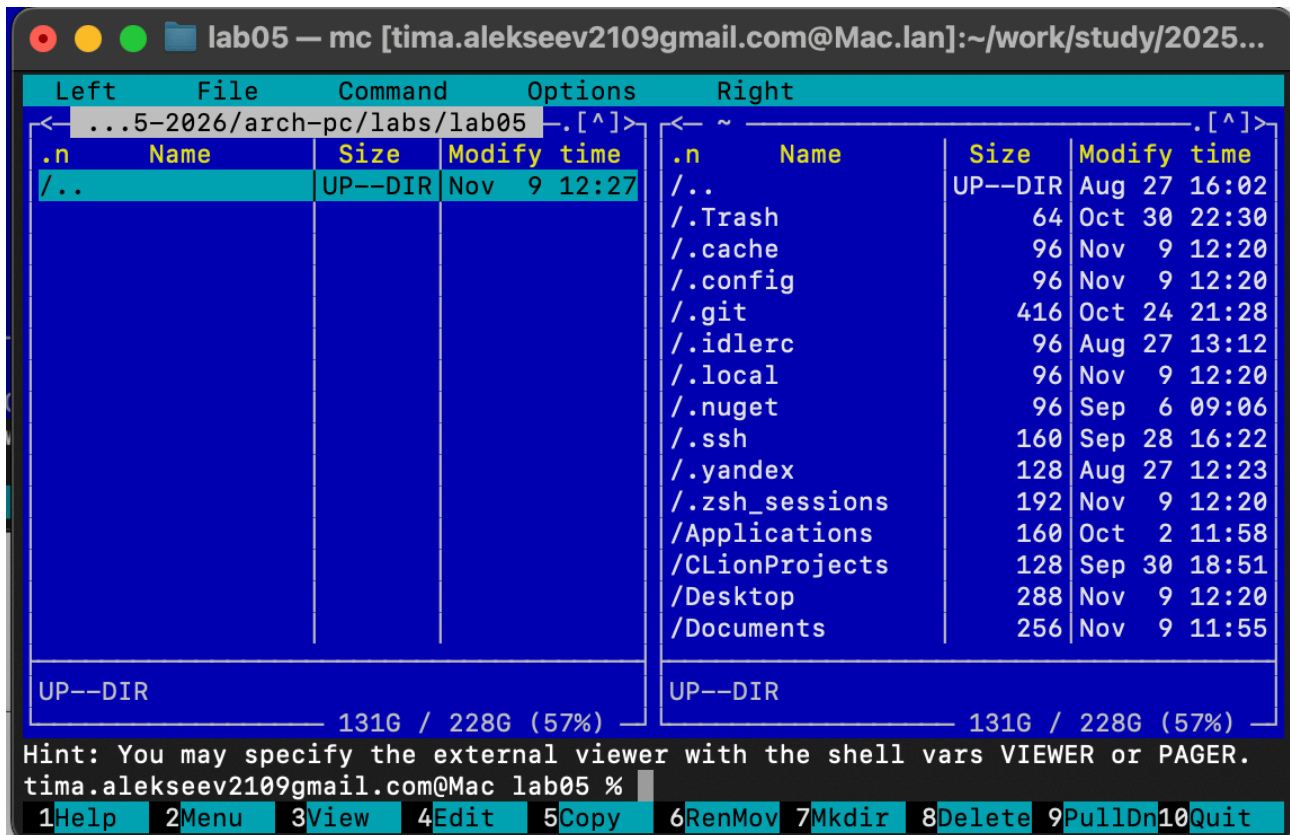 lab05 — mc [tima.alekseev2109gmail.com@Mac.lan]:~/work/study/2025...
Left File Command Options Right
<— ...5-2026/arch-pc/labs/lab05 —.[^]> <— ~ —.[^]>
.n Name Size Modify time .n Name Size Modify time
/.. UP--DIR Nov 9 12:27 /.. UP--DIR Aug 27 16:02
/.Trash 64 Oct 30 22:30
/.cache 96 Nov 9 12:20
/.config 96 Nov 9 12:20
/.git 416 Oct 24 21:28
/.idlerc 96 Aug 27 13:12
/.local 96 Nov 9 12:20
/.nuget 96 Sep 6 09:06
/.ssh 160 Sep 28 16:22
/.yandex 128 Aug 27 12:23
/.zsh_sessions 192 Nov 9 12:20
/Applications 160 Oct 2 11:58
/CLionProjects 128 Sep 30 18:51
/Desktop 288 Nov 9 12:20
/Documents 256 Nov 9 11:55
UP--DIR UP--DIR
131G / 228G (57%) 131G / 228G (57%)
Hint: You may specify the external viewer with the shell vars VIEWER or PAGER.
tima.alekseev2109gmail.com@Mac lab05 %
1Help 2Menu 3View 4Edit 5Copy 6RenMov 7Mkdir 8Delete 9PullDn 10Quit